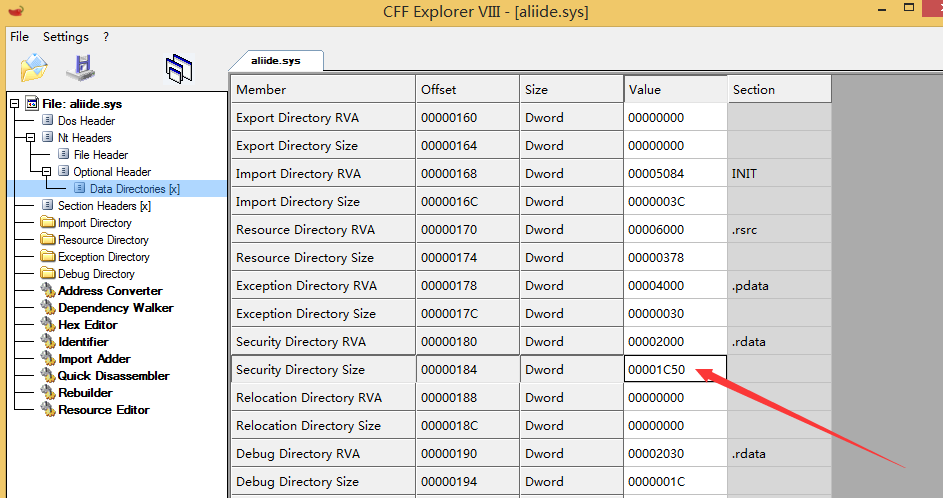 CFF Explorer VIII - [aliide.sys]
File Settings ?
aliide.sys
File: aliide.sys
Dos Header
Nt Headers
File Header
Optional Header
Data Directories [x]
Section Headers [x]
Import Directory
Resource Directory
Exception Directory
Debug Directory
Address Converter
Dependency Walker
Hex Editor
Identifier
Import Adder
Quick Disassembler
Rebuilder
Resource Editor
Member Offset Size Value Section
Export Directory RVA 00000160 Dword 00000000
Export Directory Size 00000164 Dword 00000000
Import Directory RVA 00000168 Dword 00005084 INIT
Import Directory Size 0000016C Dword 0000003C
Resource Directory RVA 00000170 Dword 00006000 .rsrc
Resource Directory Size 00000174 Dword 00000378
Exception Directory RVA 00000178 Dword 00004000 .pdata
Exception Directory Size 0000017C Dword 00000030
Security Directory RVA 00000180 Dword 00002000 .rdata
Security Directory Size 00000184 Dword 00001C50
Relocation Directory RVA 00000188 Dword 00000000
Relocation Directory Size 0000018C Dword 00000000
Debug Directory RVA 00000190 Dword 00002030 .rdata
Debug Directory Size 00000194 Dword 0000001C